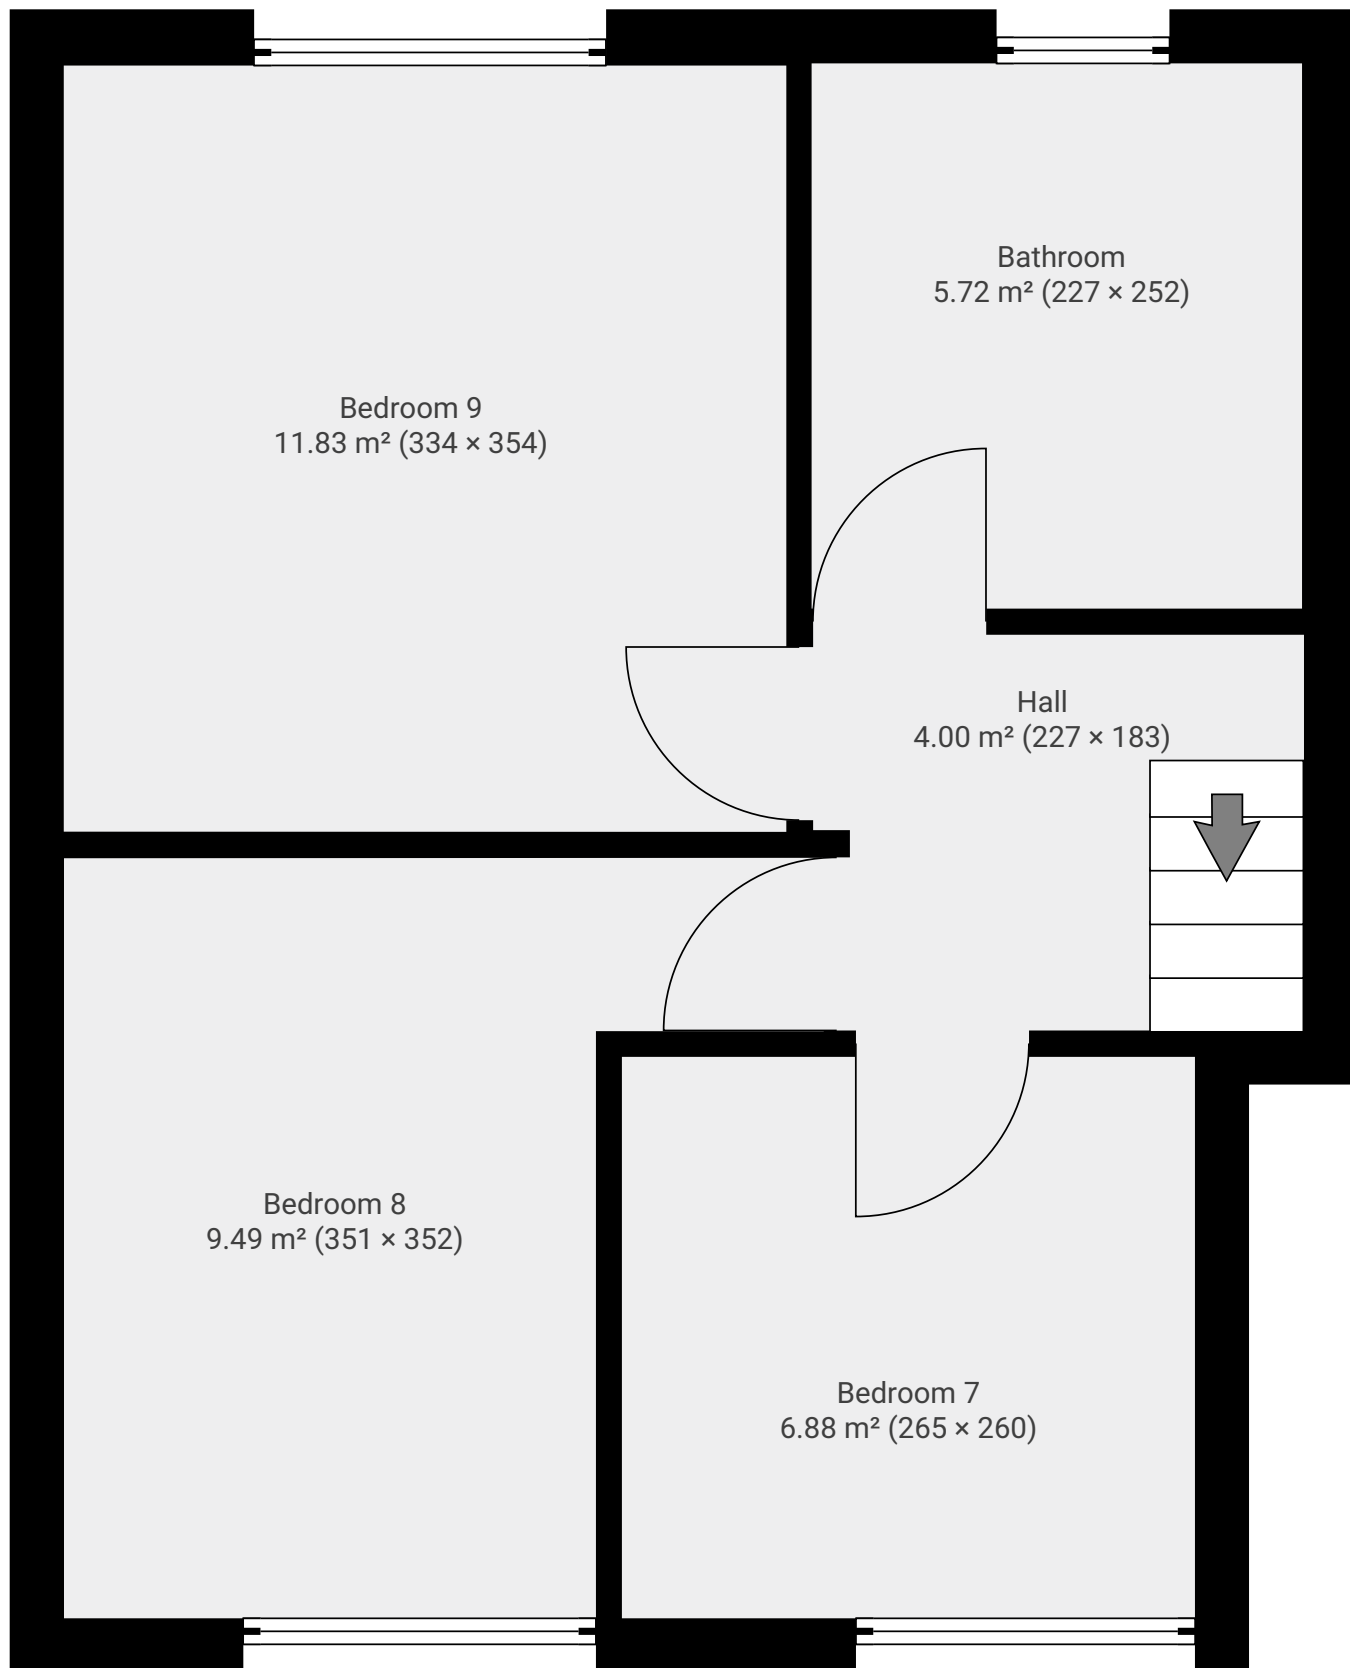 Bathroom
5.72 m² (227 × 252)
Bedroom 9
11.83 m² (334 × 354)
Hall
4.00 m² (227 × 183)
Bedroom 8
9.49 m² (351 × 352)
Bedroom 7
6.88 m² (265 × 260)